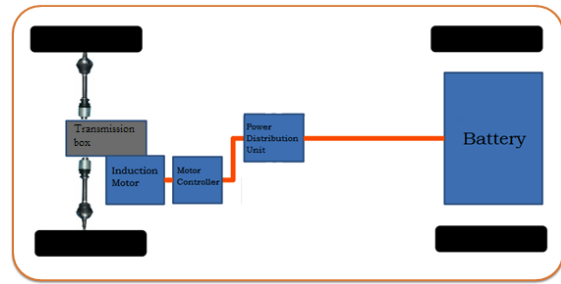 Transmission
box
Induction
Motor
Motor
Controller
Power
Distribution
Unit
Battery